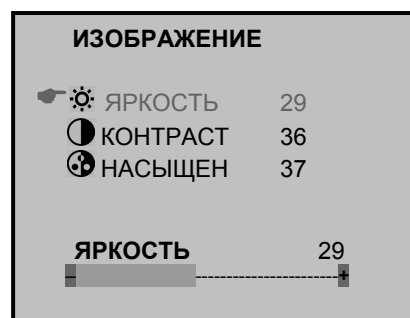 ИЗОБРАЖЕНИЕ
ЯРКОСТЬ 29
КОНТРАСТ 36
НАСЫЩЕН 37
ЯРКОСТЬ 29
– +